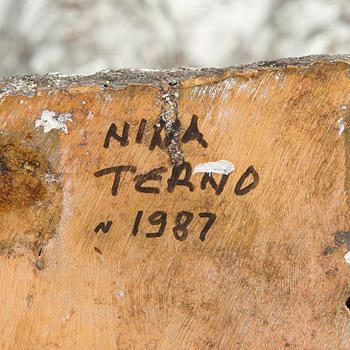 NINA
TERNO
~ 1987